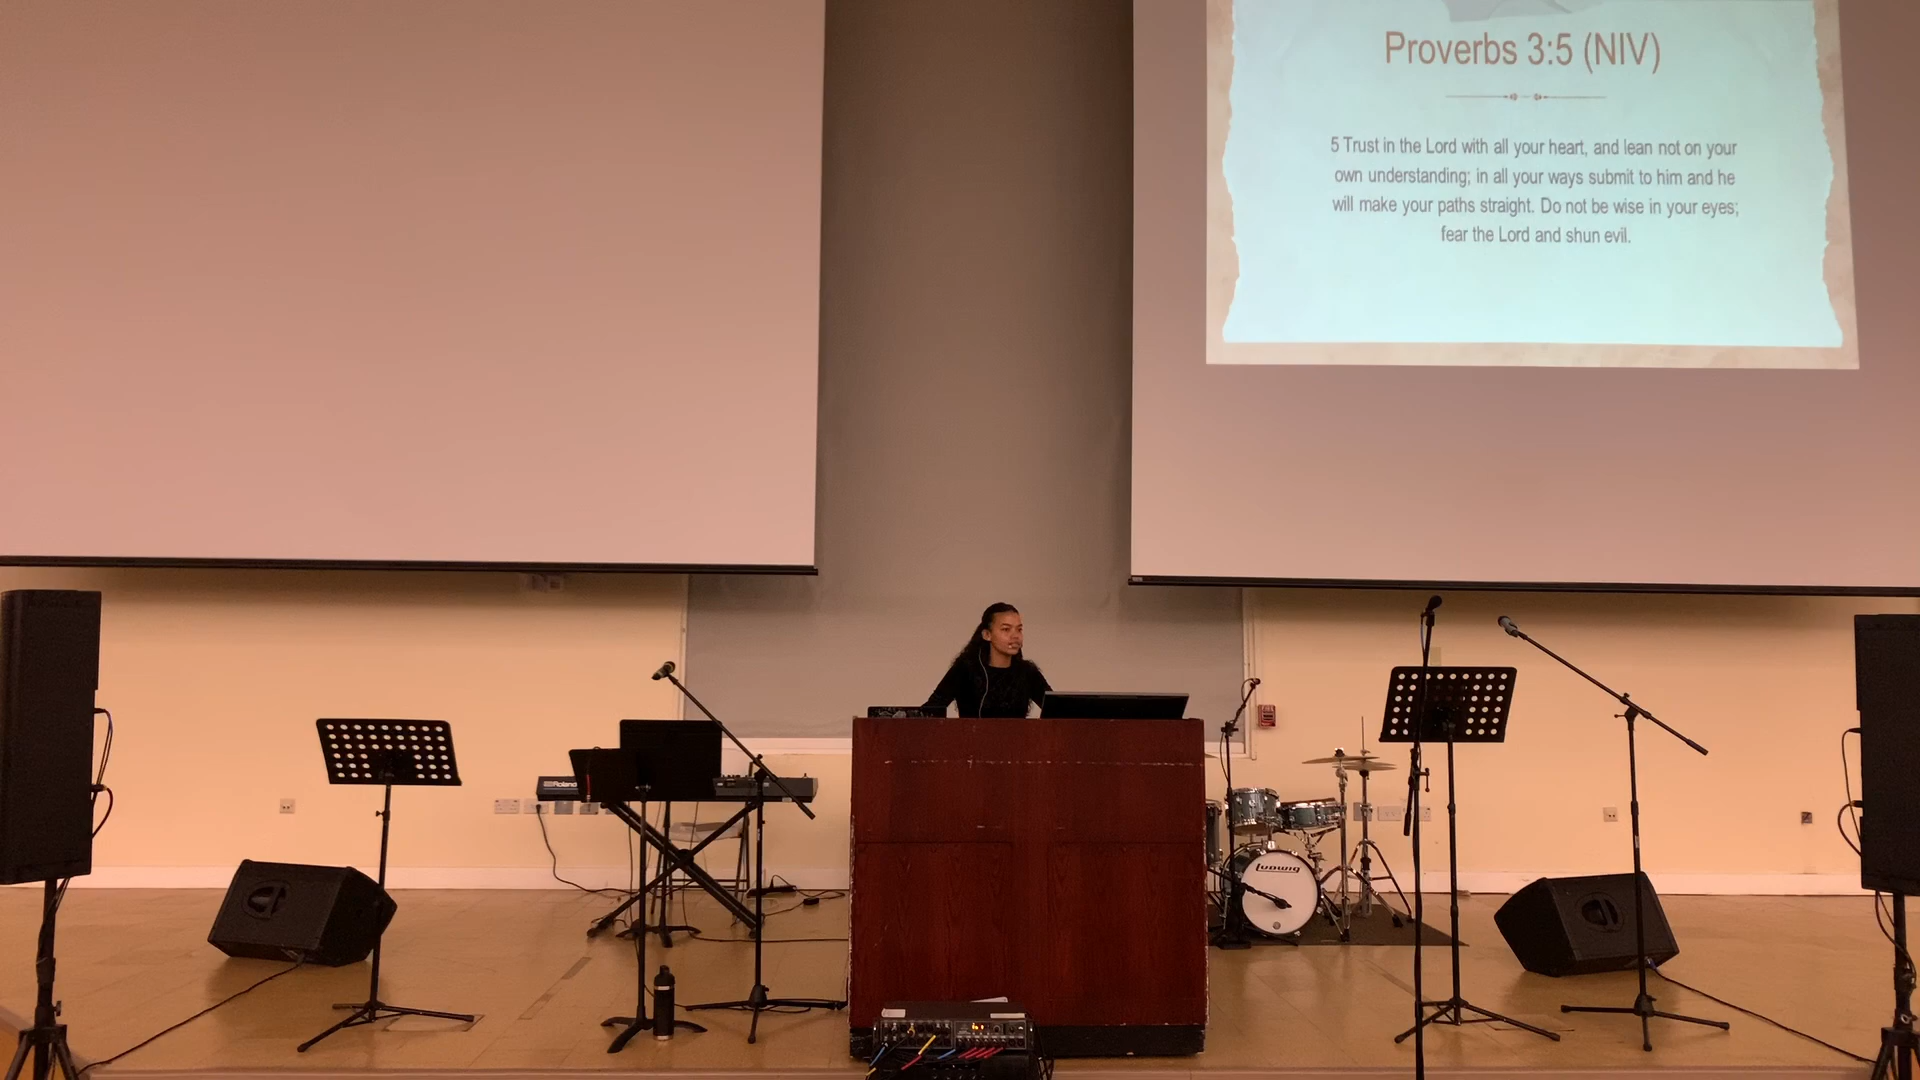 Proverbs 3:5 (NIV)
5 Trust in the Lord with all your heart, and lean not on your
own understanding; in all your ways submit to him and he
will make your paths straight. Do not be wise in your eyes;
fear the Lord and shun evil.
Roland
Ludwig